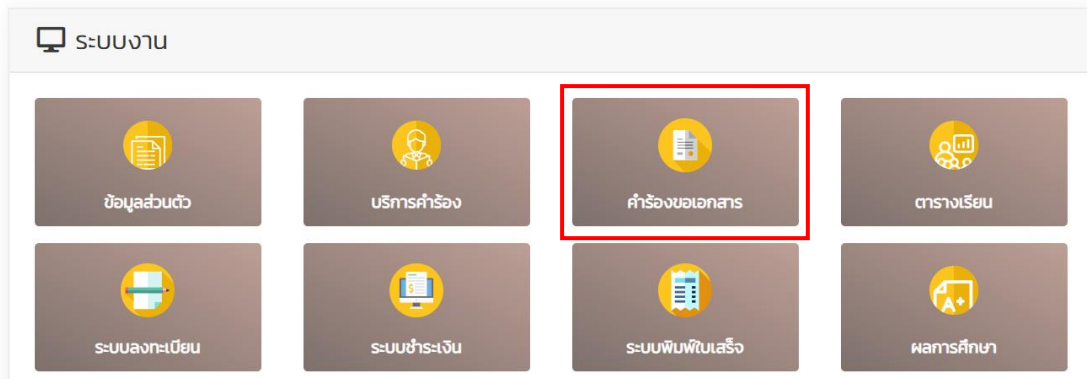 ระบบงาน
ข้อมูลส่วนตัว
บริการคำร้อง
คำร้องขอเอกสาร
ตารางเรียน
ระบบลงทะเบียน
ระบบชำระเงิน
ระบบพิมพ์ใบเสร็จ
A+
ผลการศึกษา